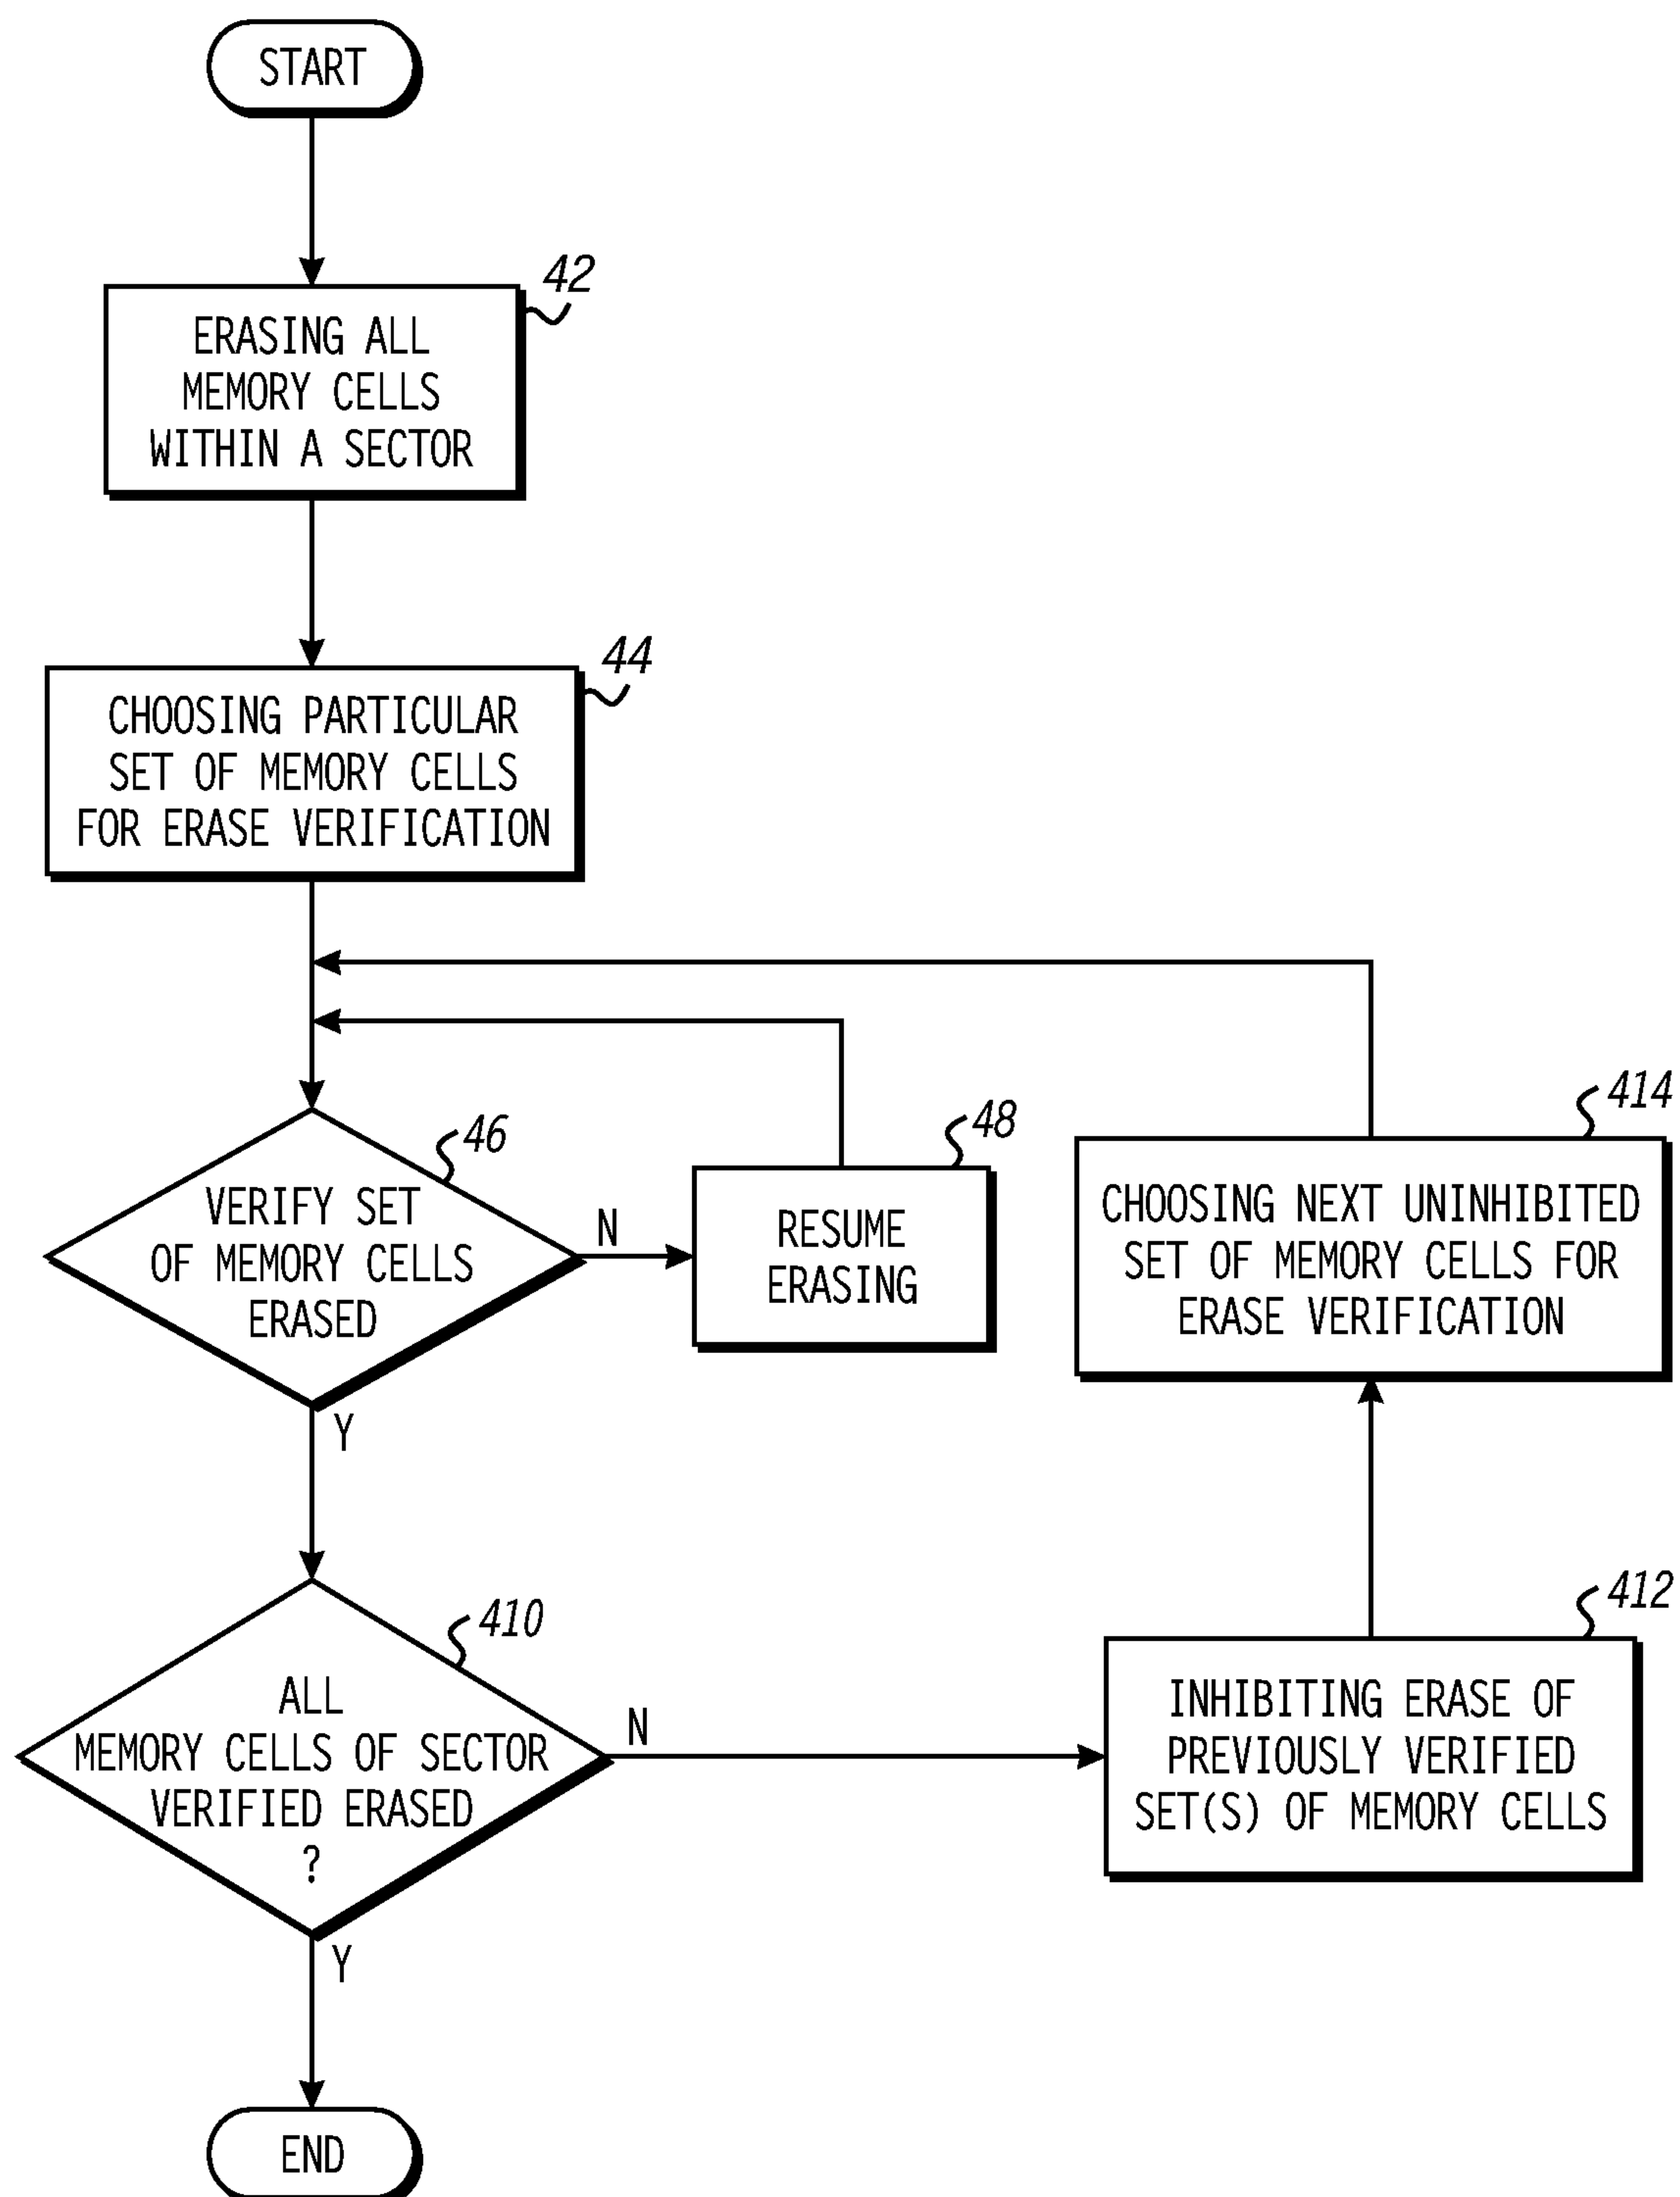 START
42
ERASING ALL
MEMORY CELLS
WITHIN A SECTOR
44
CHOOSING PARTICULAR
SET OF MEMORY CELLS
FOR ERASE VERIFICATION
46
VERIFY SET
OF MEMORY CELLS
ERASED
N
48
RESUME
ERASING
414
CHOOSING NEXT UNINHIBITED
SET OF MEMORY CELLS FOR
ERASE VERIFICATION
Y
410
ALL
MEMORY CELLS OF SECTOR
VERIFIED ERASED
?
N
412
INHIBITING ERASE OF
PREVIOUSLY VERIFIED
SET(S) OF MEMORY CELLS
Y
END